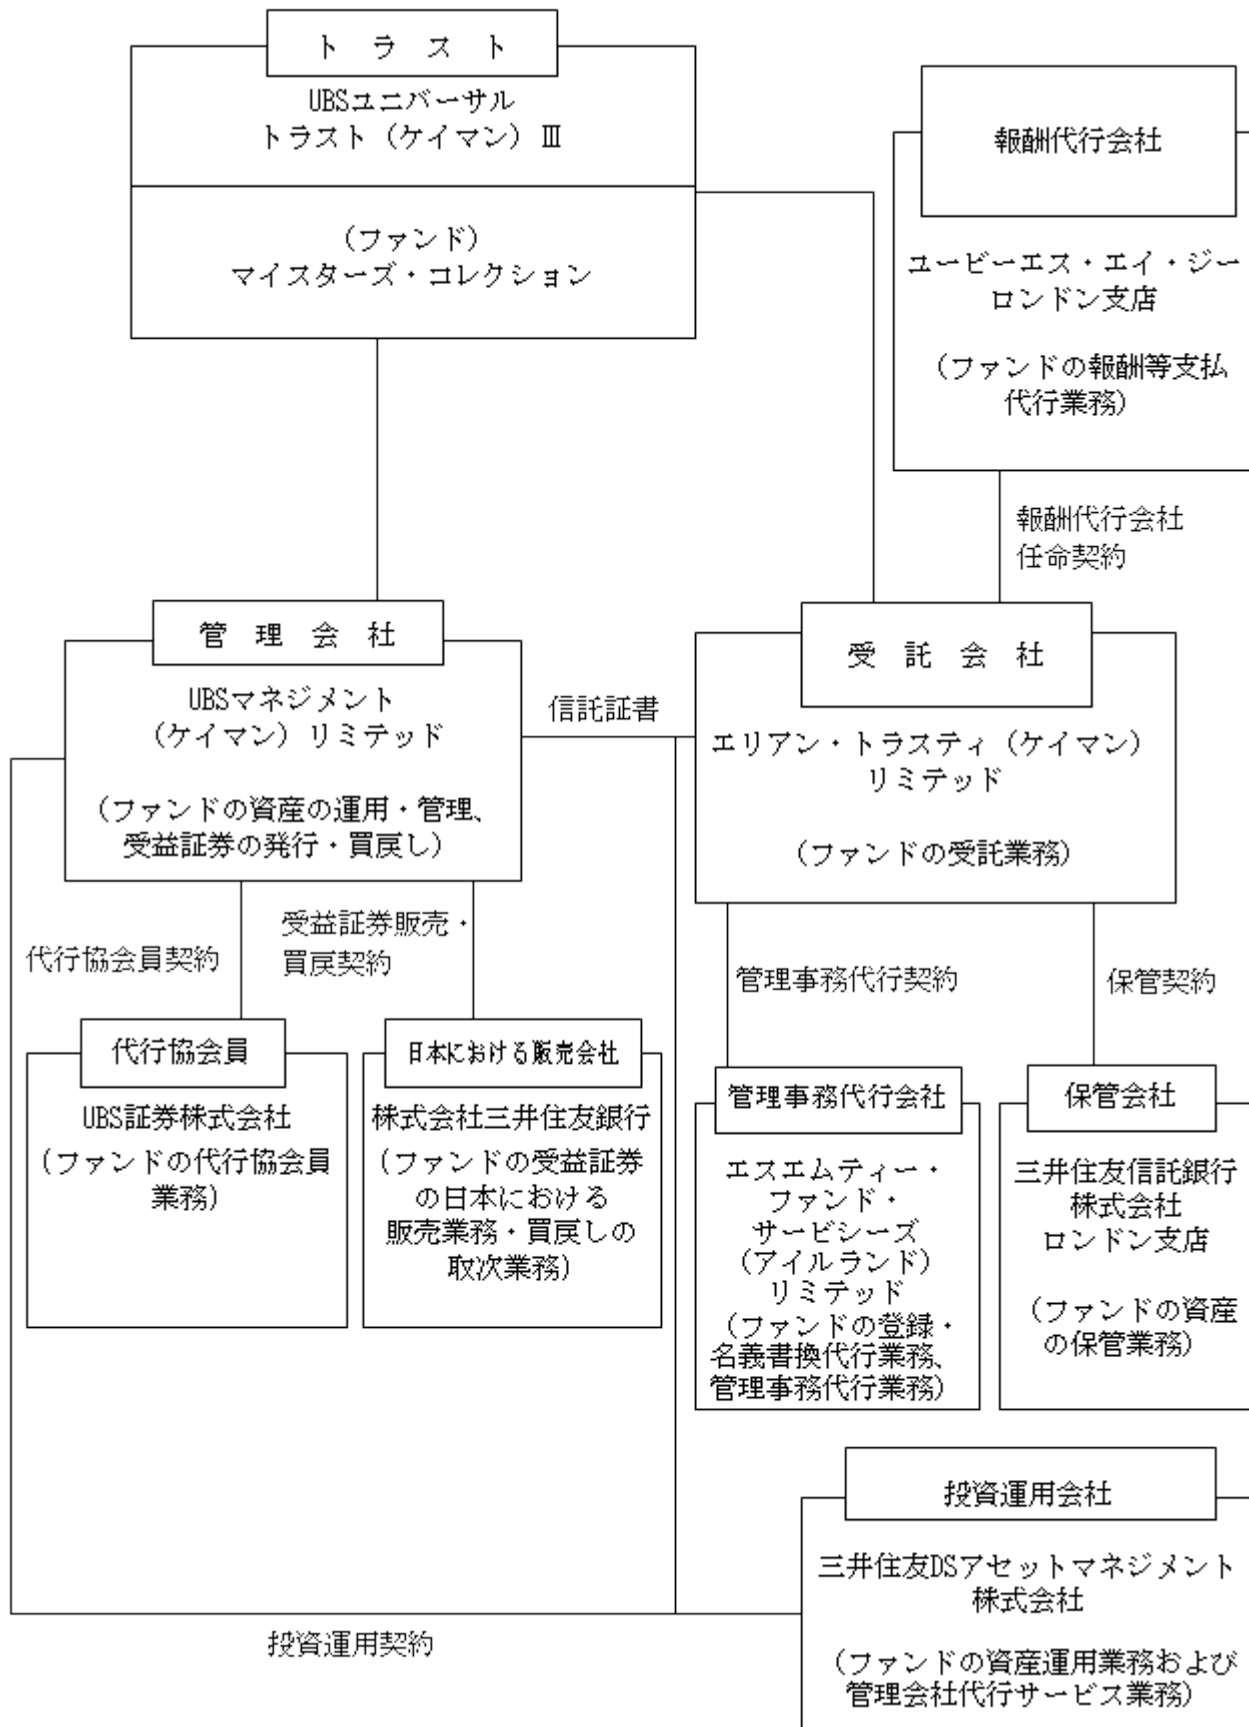 トラスト
UBSユニバーサル
トラスト（ケイマン）Ⅲ
（ファンド）
マイスターズ・コレクション
報酬代行会社
ユービーエス・エイ・ジー
ロンドン支店
（ファンドの報酬等支払
代行業務）
報酬代行会社
任命契約
管理会社
UBSマネジメント
（ケイマン）リミテッド
（ファンドの資産の運用・管理、
受益証券の発行・買戻し）
信託証書
受託会社
エリアン・トラスティ（ケイマン）
リミテッド
（ファンドの受託業務）
代行協会員契約
受益証券販売・
買戻契約
管理事務代行契約
保管契約
代行協会員
UBS証券株式会社
（ファンドの代行協会員
業務）
日本における販売会社
株式会社三井住友銀行
（ファンドの受益証券
の日本における
販売業務・買戻しの
取次業務）
管理事務代行会社
エスエムティー・
ファンド・
サービシーズ
（アイルランド）
リミテッド
（ファンドの登録・
名義書換代行業務、
管理事務代行業務）
保管会社
三井住友信託銀行
株式会社
ロンドン支店
（ファンドの資産
の保管業務）
投資運用契約
投資運用会社
三井住友DSアセットマネジメント
株式会社
（ファンドの資産運用業務および
管理会社代行サービス業務）